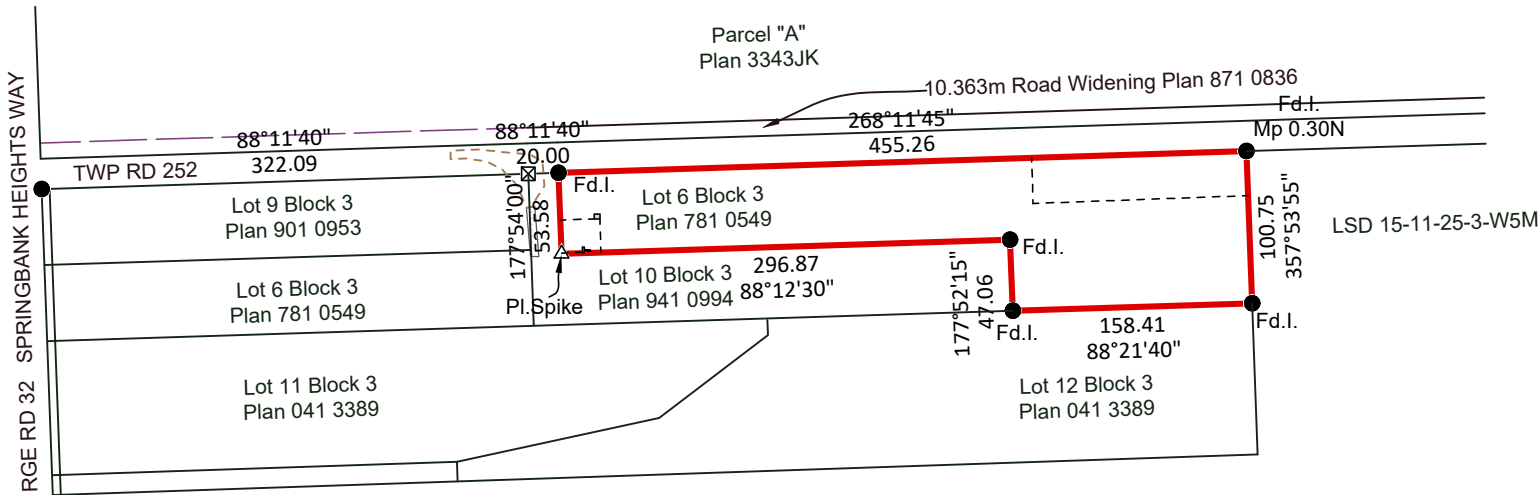 Parcel "A"
Plan 3343JK
10.363m Road Widening Plan 871 0836
Fd.I.
Mp 0.30N
88°11'40"
322.09
88°11'40"
20.00
268°11'45"
455.26
TWP RD 252
Fd.I.
Lot 9 Block 3
Plan 901 0953
177°54'00"
53.58
Lot 6 Block 3
Plan 781 0549
100.75
357°53'55"
LSD 15-11-25-3-W5M
RGE RD 32 SPRINGBANK HEIGHTS WAY
Lot 6 Block 3
Plan 781 0549
Pl.Spike
Lot 10 Block 3
Plan 941 0994
296.87
88°12'30"
Fd.I.
177°52'15"
47.06
Fd.I.
158.41
88°21'40"
Fd.I.
Lot 11 Block 3
Plan 041 3389
Lot 12 Block 3
Plan 041 3389